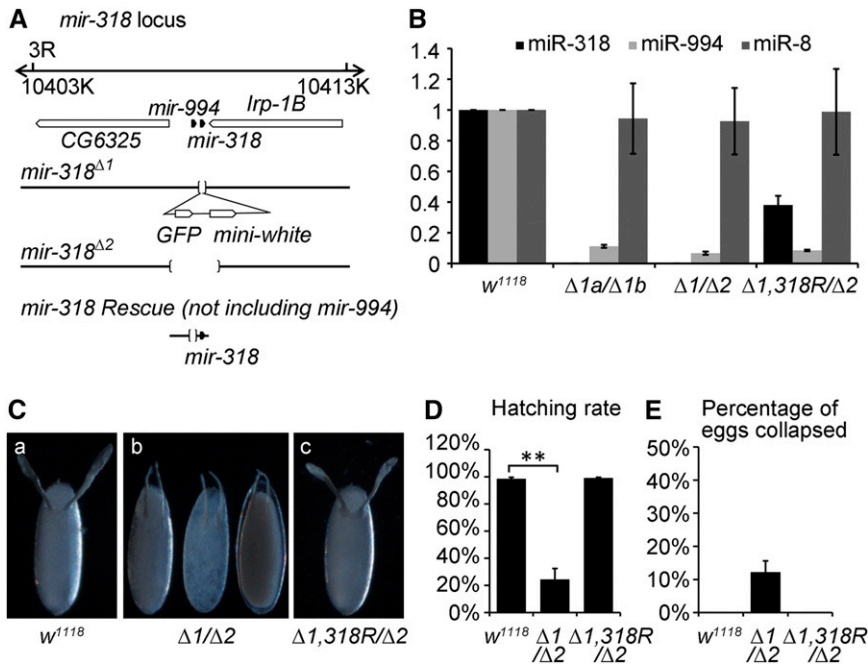 A
mir-318 locus
3R
10403K
10413K
mir-994
Irp-1B
CG6325
mir-318
mir-318Δ1
GFP
mini-white
mir-318Δ2
mir-318 Rescue (not including mir-994)
mir-318
B
miR-318
miR-994
miR-8
1.4
1.2
1
0.8
0.6
0.4
0.2
0
w1118
Δ1a/Δ1b
Δ1/Δ2
Δ1,318R/Δ2
C
a
b
c
w1118
Δ1/Δ2
Δ1,318R/Δ2
D
Hatching rate
120%
100%
80%
60%
40%
20%
0%
**
w1118
Δ1
/Δ2
Δ1,318R
/Δ2
E
Percentage of
eggs collapsed
50%
40%
30%
20%
10%
0%
w1118
Δ1
/Δ2
Δ1,318R
/Δ2